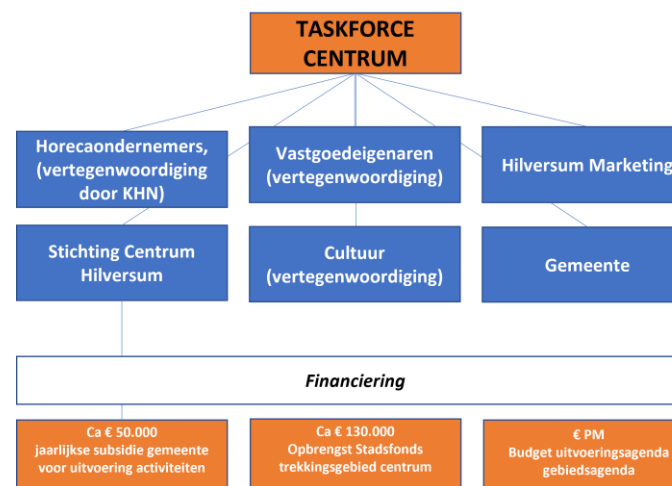 TASKFORCE
CENTRUM
Horecaondernemers,
(vertegenwoordiging
door KHN)
Vastgoedeigenaren
(vertegenwoordiging)
Hilversum Marketing
Stichting Centrum
Hilversum
Cultuur
(vertegenwoordiging)
Gemeente
Financiering
Ca € 50.000
jaarlijkse subsidie gemeente
voor uitvoering activiteiten
Ca € 130.000
Opbrengst Stadsfonds
trekkingsgebied centrum
€ PM
Budget uitvoeringsagenda
gebiedsagenda